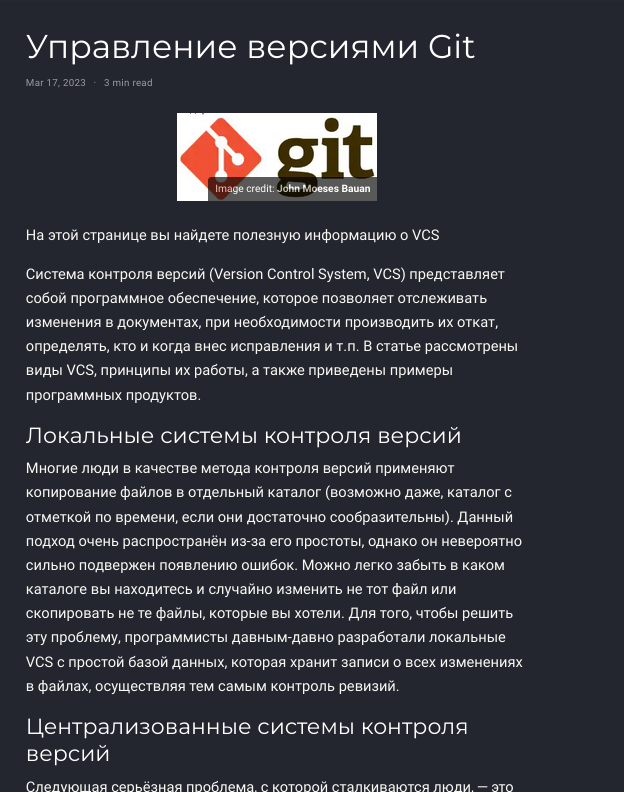 Управление версиями Git
Mar 17, 2023 · 3 min read
git
Image credit: John Moeses Bauan
На этой странице вы найдете полезную информацию о VCS
Система контроля версий (Version Control System, VCS) представляет
собой программное обеспечение, которое позволяет отслеживать
изменения в документах, при необходимости производить их откат,
определять, кто и когда внес исправления и т.п. В статье рассмотрены
виды VCS, принципы их работы, а также приведены примеры
программных продуктов.
Локальные системы контроля версий
Многие люди в качестве метода контроля версий применяют
копирование файлов в отдельный каталог (возможно даже, каталог с
отметкой по времени, если они достаточно сообразительны). Данный
подход очень распространён из-за его простоты, однако он невероятно
сильно подвержен появлению ошибок. Можно легко забыть в каком
каталоге вы находитесь и случайно изменить не тот файл или
скопировать не те файлы, которые вы хотели. Для того, чтобы решить
эту проблему, программисты давным-давно разработали локальные
VCS с простой базой данных, которая хранит записи о всех изменениях
в файлах, осуществляя тем самым контроль ревизий.
Централизованные системы контроля
версий
Следующая серьёзная проблема, с которой сталкиваются люди, — это